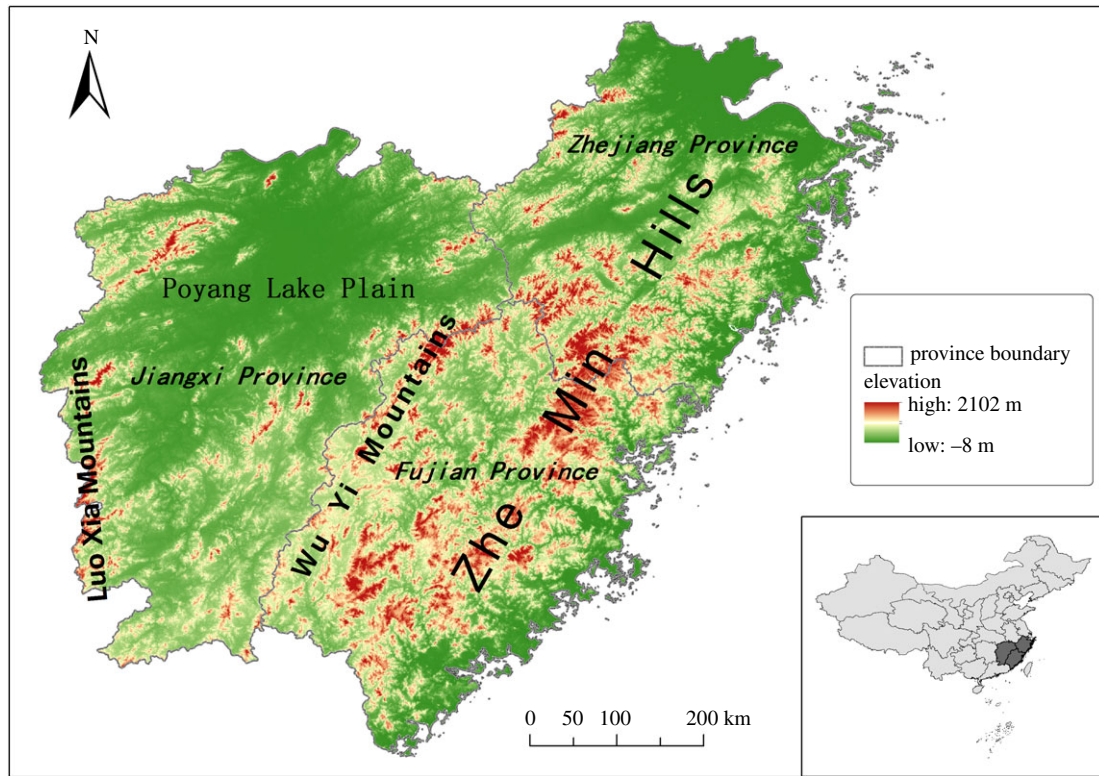 N
Zhejiang Province
Hills
Poyang Lake Plain
Wu Yi Mountains
Min
Jiangxi Province
Luo Xia Mountains
Fujian Province
Zhe
province boundary
elevation
high: 2102 m
low: –8 m
0 50 100 200 km